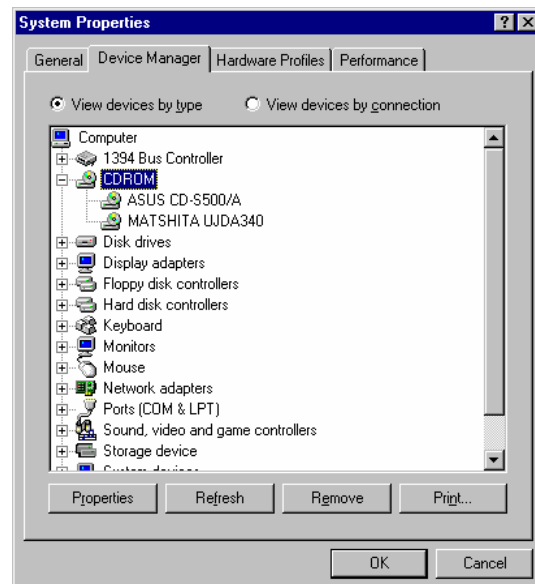 System Properties
General Device Manager Hardware Profiles Performance
View devices by type View devices by connection
Computer
1394 Bus Controller
CDROM
ASUS CD-S500/A
MATSHITA UJDA340
Disk drives
Display adapters
Floppy disk controllers
Hard disk controllers
Keyboard
Monitors
Mouse
Network adapters
Ports (COM & LPT)
Sound, video and game controllers
Storage device
System devices
Properties Refresh Remove Print...
OK Cancel